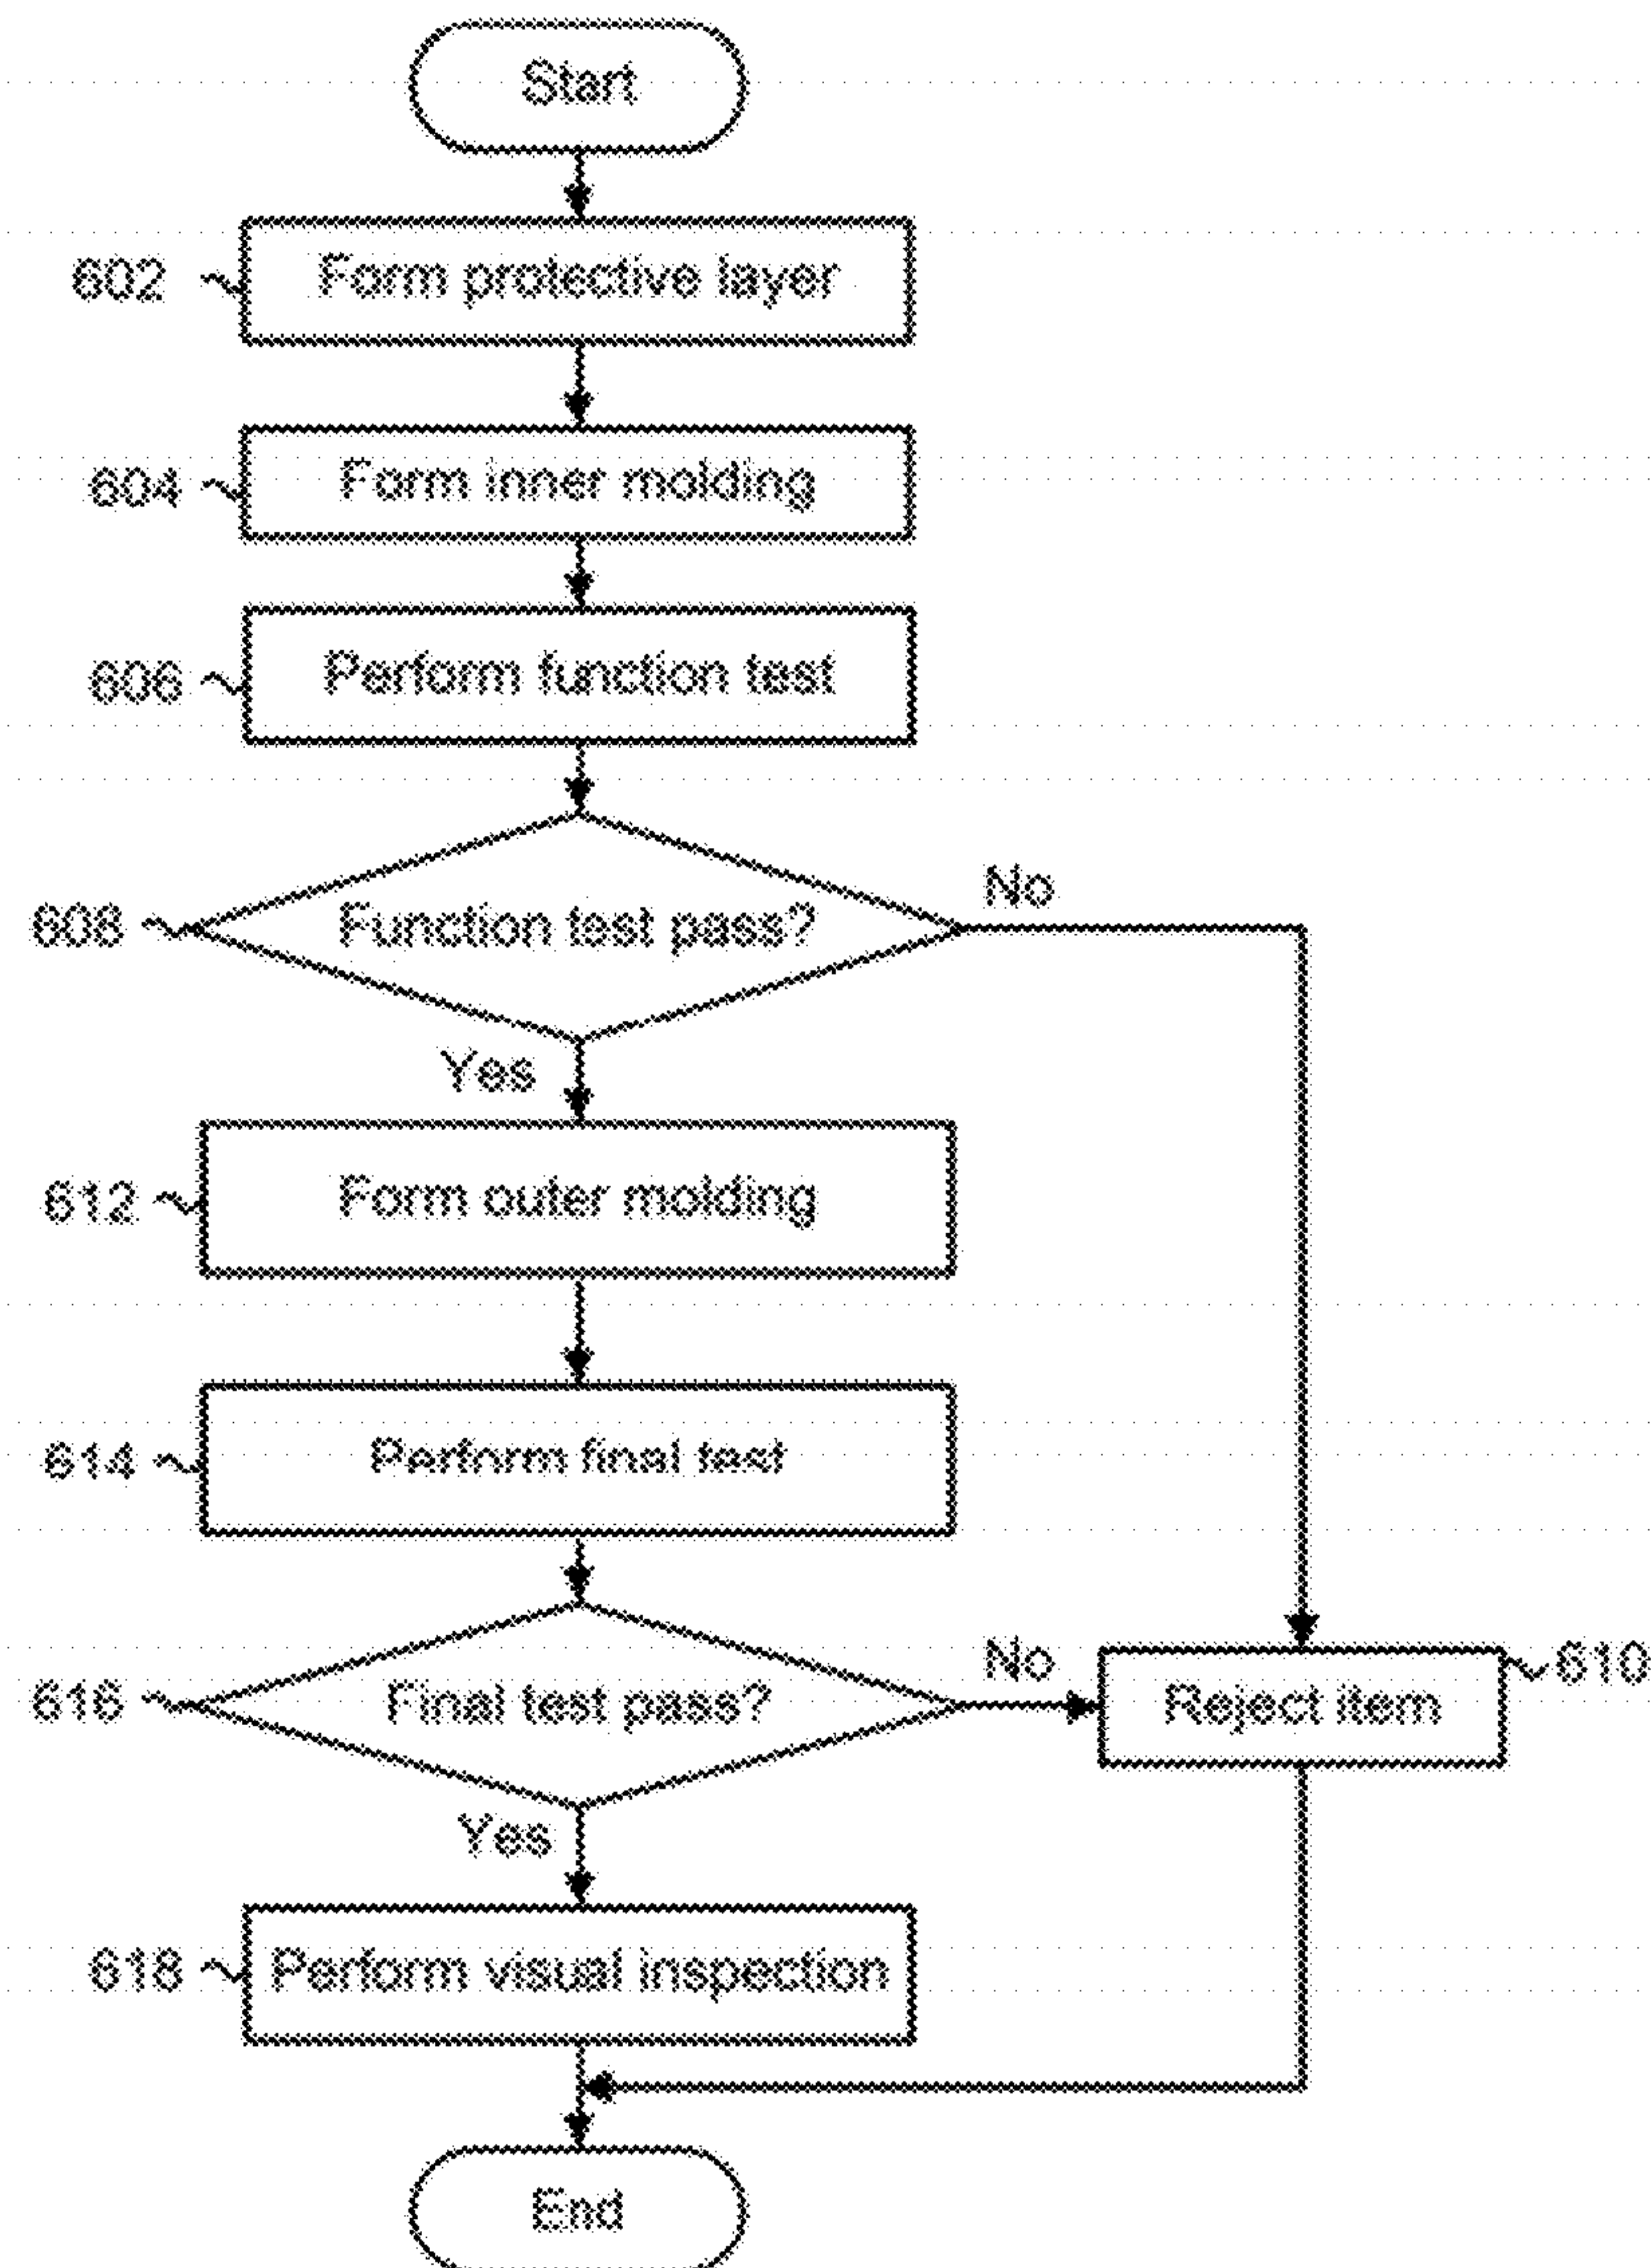 Start
602
Form protective layer
604
Form inner molding
606
Perform function test
608
Function test pass?
No
Yes
612
Form outer molding
614
Perform final test
616
Final test pass?
No
Reject item
610
Yes
618
Perform visual inspection
End